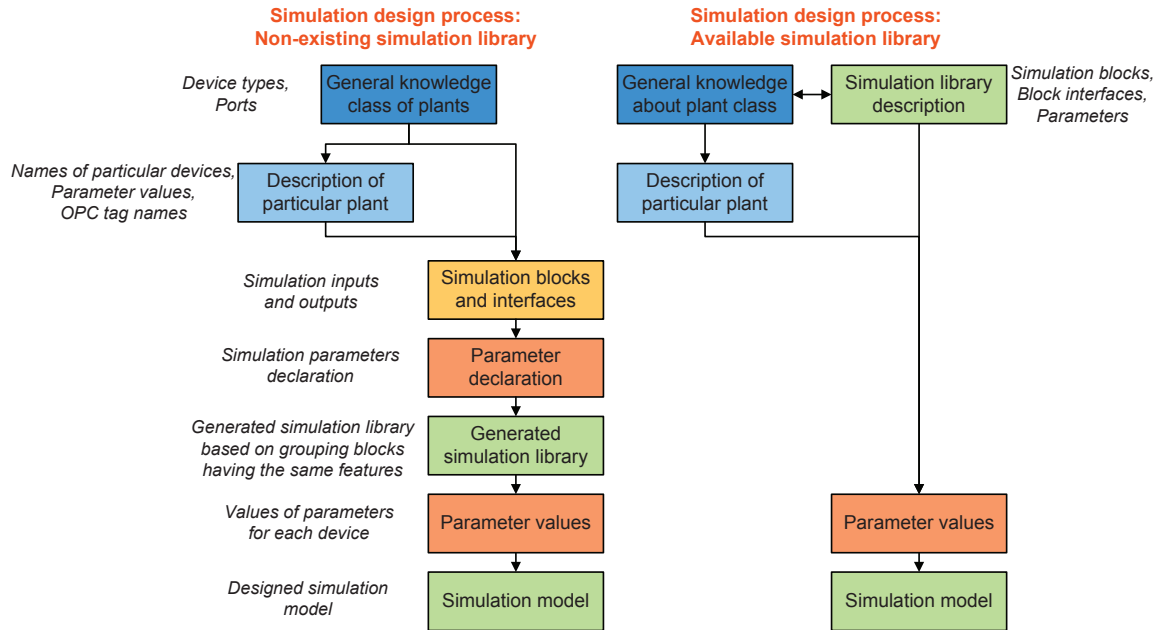 Simulation design process:
Non-existing simulation library
Device types,
Ports
General knowledge
class of plants
Names of particular devices,
Parameter values,
OPC tag names
Description of
particular plant
Simulation inputs
and outputs
Simulation blocks
and interfaces
Simulation parameters
declaration
Parameter
declaration
Generated simulation library
based on grouping blocks
having the same features
Generated
simulation library
Values of parameters
for each device
Parameter values
Designed simulation
model
Simulation model
Simulation design process:
Available simulation library
General knowledge
about plant class
Simulation library
description
Simulation blocks,
Block interfaces,
Parameters
Description of
particular plant
Parameter values
Simulation model